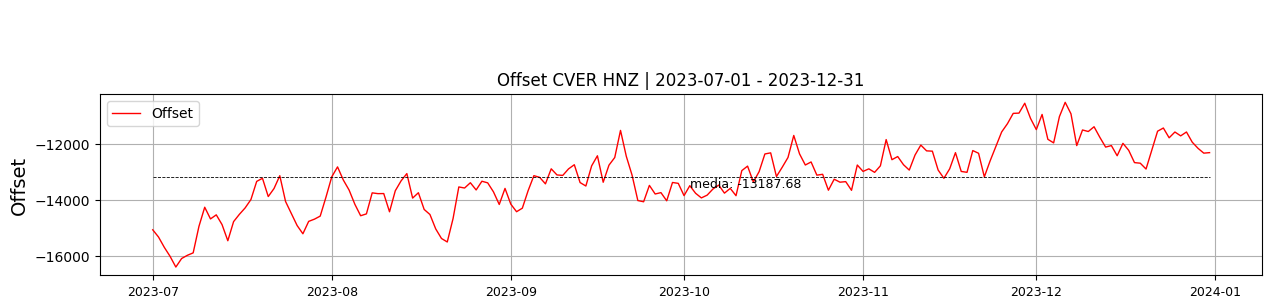 Offset CVER HNZ | 2023-07-01 - 2023-12-31
Offset
Offset
−12000
−14000
−16000
media: -13187.68
2023-07
2023-08
2023-09
2023-10
2023-11
2023-12
2024-01